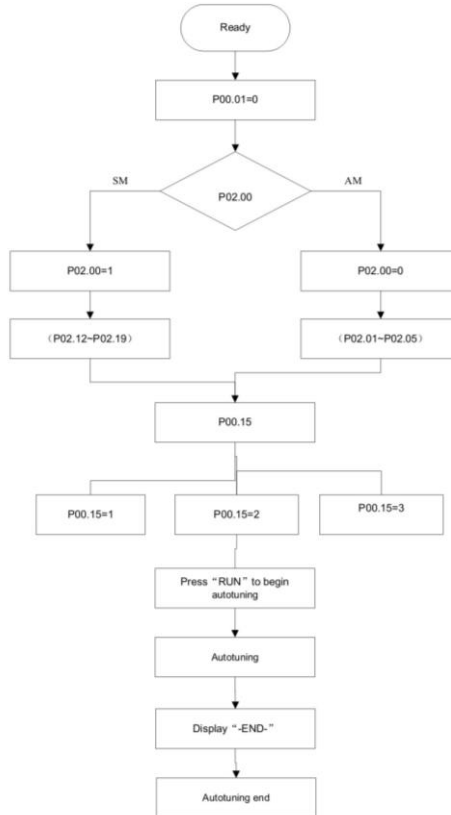 Ready
P00.01=0
SM
AM
P02.00
P02.00=1
P02.00=0
（P02.12~P02.19）
（P02.01~P02.05）
P00.15
P00.15=1
P00.15=2
P00.15=3
Press “RUN” to begin
autotuning
Autotuning
Display “-END-”
Autotuning end